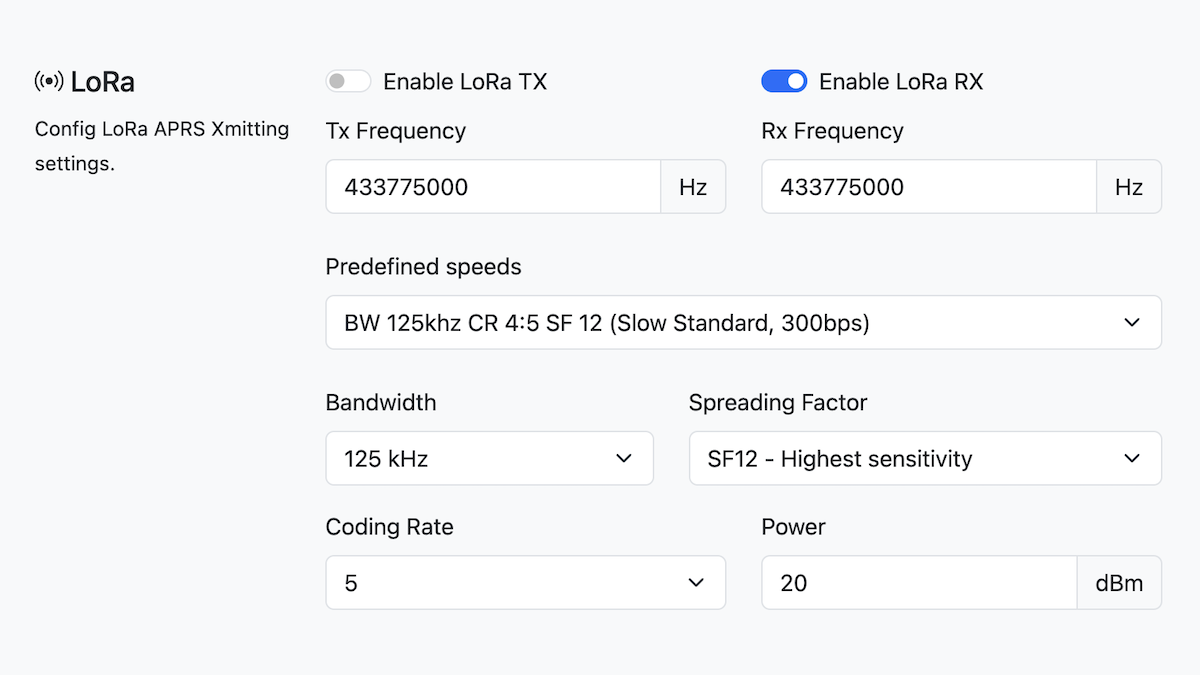 LoRa
Config LoRa APRS Xmitting
settings.
Enable LoRa TX
Enable LoRa RX
Tx Frequency
Rx Frequency
433775000 Hz
433775000 Hz
Predefined speeds
BW 125khz CR 4:5 SF 12 (Slow Standard, 300bps)
Bandwidth
Spreading Factor
125 kHz
SF12 - Highest sensitivity
Coding Rate
Power
5
20 dBm